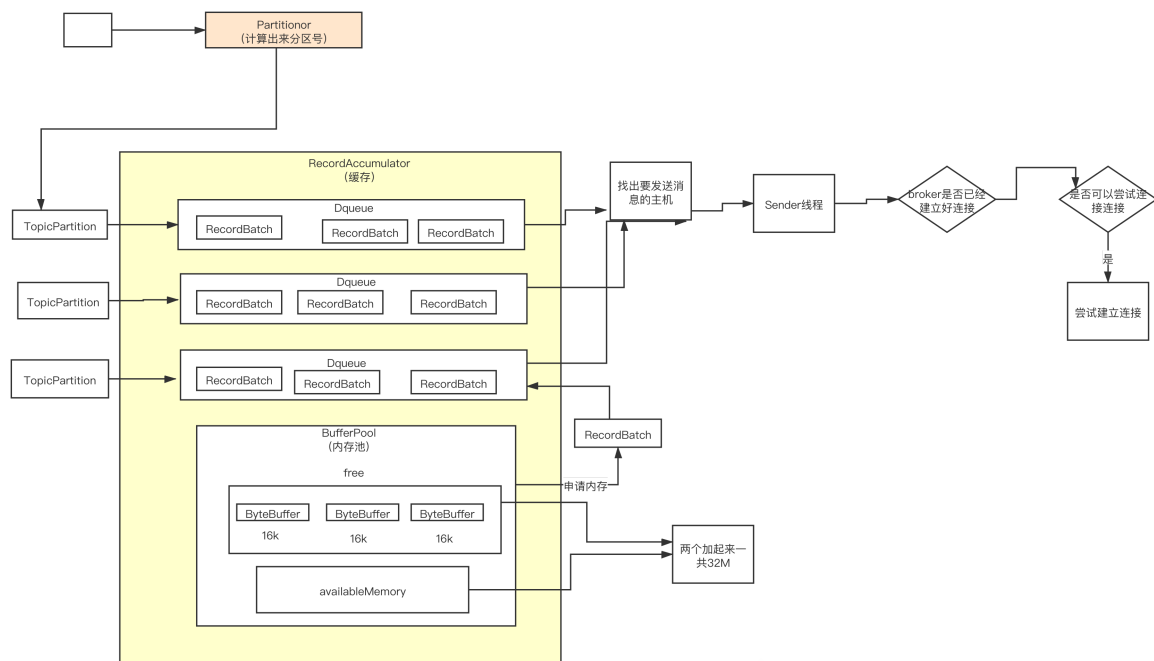 Partitionor
（计算出来分区号）
RecordAccumulator
（缓存）
找出要发送消
息的主机
Sender线程
broker是否已经
建立好连接
是否可以尝试连
接连接
是
尝试建立连接
TopicPartition
Dqueue
RecordBatch
RecordBatch
RecordBatch
TopicPartition
Dqueue
RecordBatch
RecordBatch
RecordBatch
TopicPartition
Dqueue
RecordBatch
RecordBatch
RecordBatch
RecordBatch
BufferPool
（内存池）
free
申请内存
ByteBuffer
ByteBuffer
ByteBuffer
16k
16k
16k
两个加起来一
共32M
availableMemory